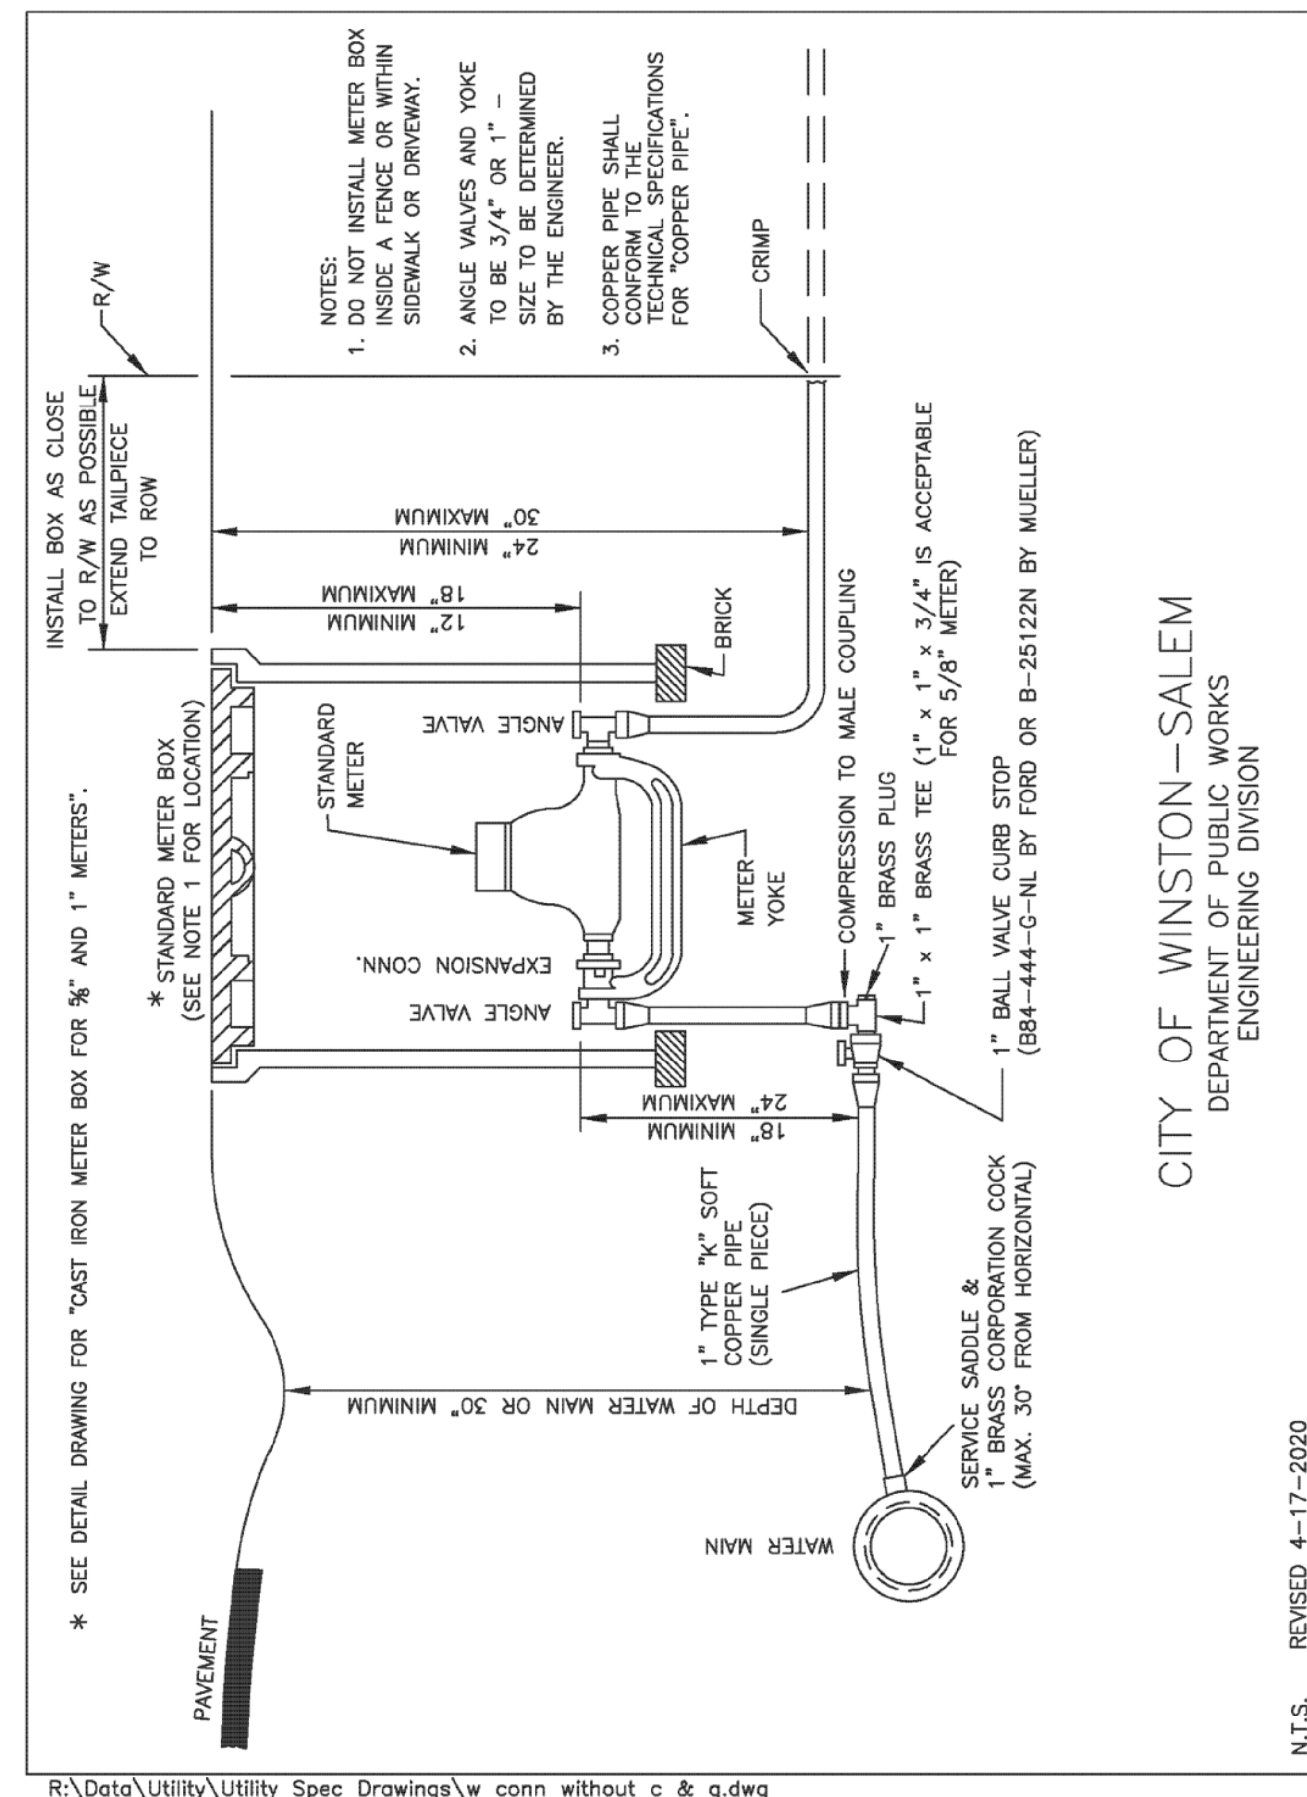 * SEE DETAIL DRAWING FOR "CAST IRON METER BOX FOR ⅝" AND 1" METERS".
INSTALL BOX AS CLOSE
TO R/W AS POSSIBLE
EXTEND TAILPIECE
TO ROW
R/W
PAVEMENT
* STANDARD METER BOX
(SEE NOTE 1 FOR LOCATION)
STANDARD
METER
12" MINIMUM
18" MAXIMUM
24" MINIMUM
30" MAXIMUM
NOTES:
1. DO NOT INSTALL METER BOX
INSIDE A FENCE OR WITHIN
SIDEWALK OR DRIVEWAY.
2. ANGLE VALVES AND YOKE
TO BE 3/4" OR 1" –
SIZE TO BE DETERMINED
BY THE ENGINEER.
3. COPPER PIPE SHALL
CONFORM TO THE
TECHNICAL SPECIFICATIONS
FOR "COPPER PIPE".
DEPTH OF WATER MAIN OR 30" MINIMUM
ANGLE VALVE
EXPANSION CONN.
ANGLE VALVE
BRICK
CRIMP
18" MINIMUM
24" MAXIMUM
METER
YOKE
1" TYPE "K" SOFT
COPPER PIPE
(SINGLE PIECE)
WATER MAIN
COMPRESSION TO MALE COUPLING
1" BRASS PLUG
1" x 1" BRASS TEE (1" x 1" x 3/4" IS ACCEPTABLE
FOR 5/8" METER)
SERVICE SADDLE &
1" BRASS CORPORATION COCK
(MAX. 30° FROM HORIZONTAL)
1" BALL VALVE CURB STOP
(B84-444-G-NL BY FORD OR B-25122N BY MUELLER)
CITY OF WINSTON-SALEM
DEPARTMENT OF PUBLIC WORKS
ENGINEERING DIVISION
N.T.S. REVISED 4-17-2020
R:\Data\Utility\Utility Spec Drawings\w conn without c & g.dwg